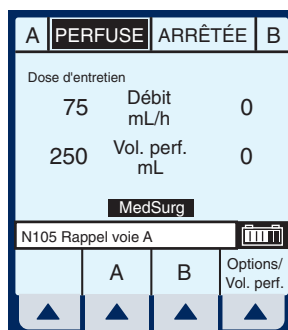 A PERFUSE ARRÊTÉE B
Dose d'entretien
75 Débit mL/h 0
250 Vol. perf. mL 0
MedSurg
N105 Rappel voie A
A B Options/ Vol. perf.